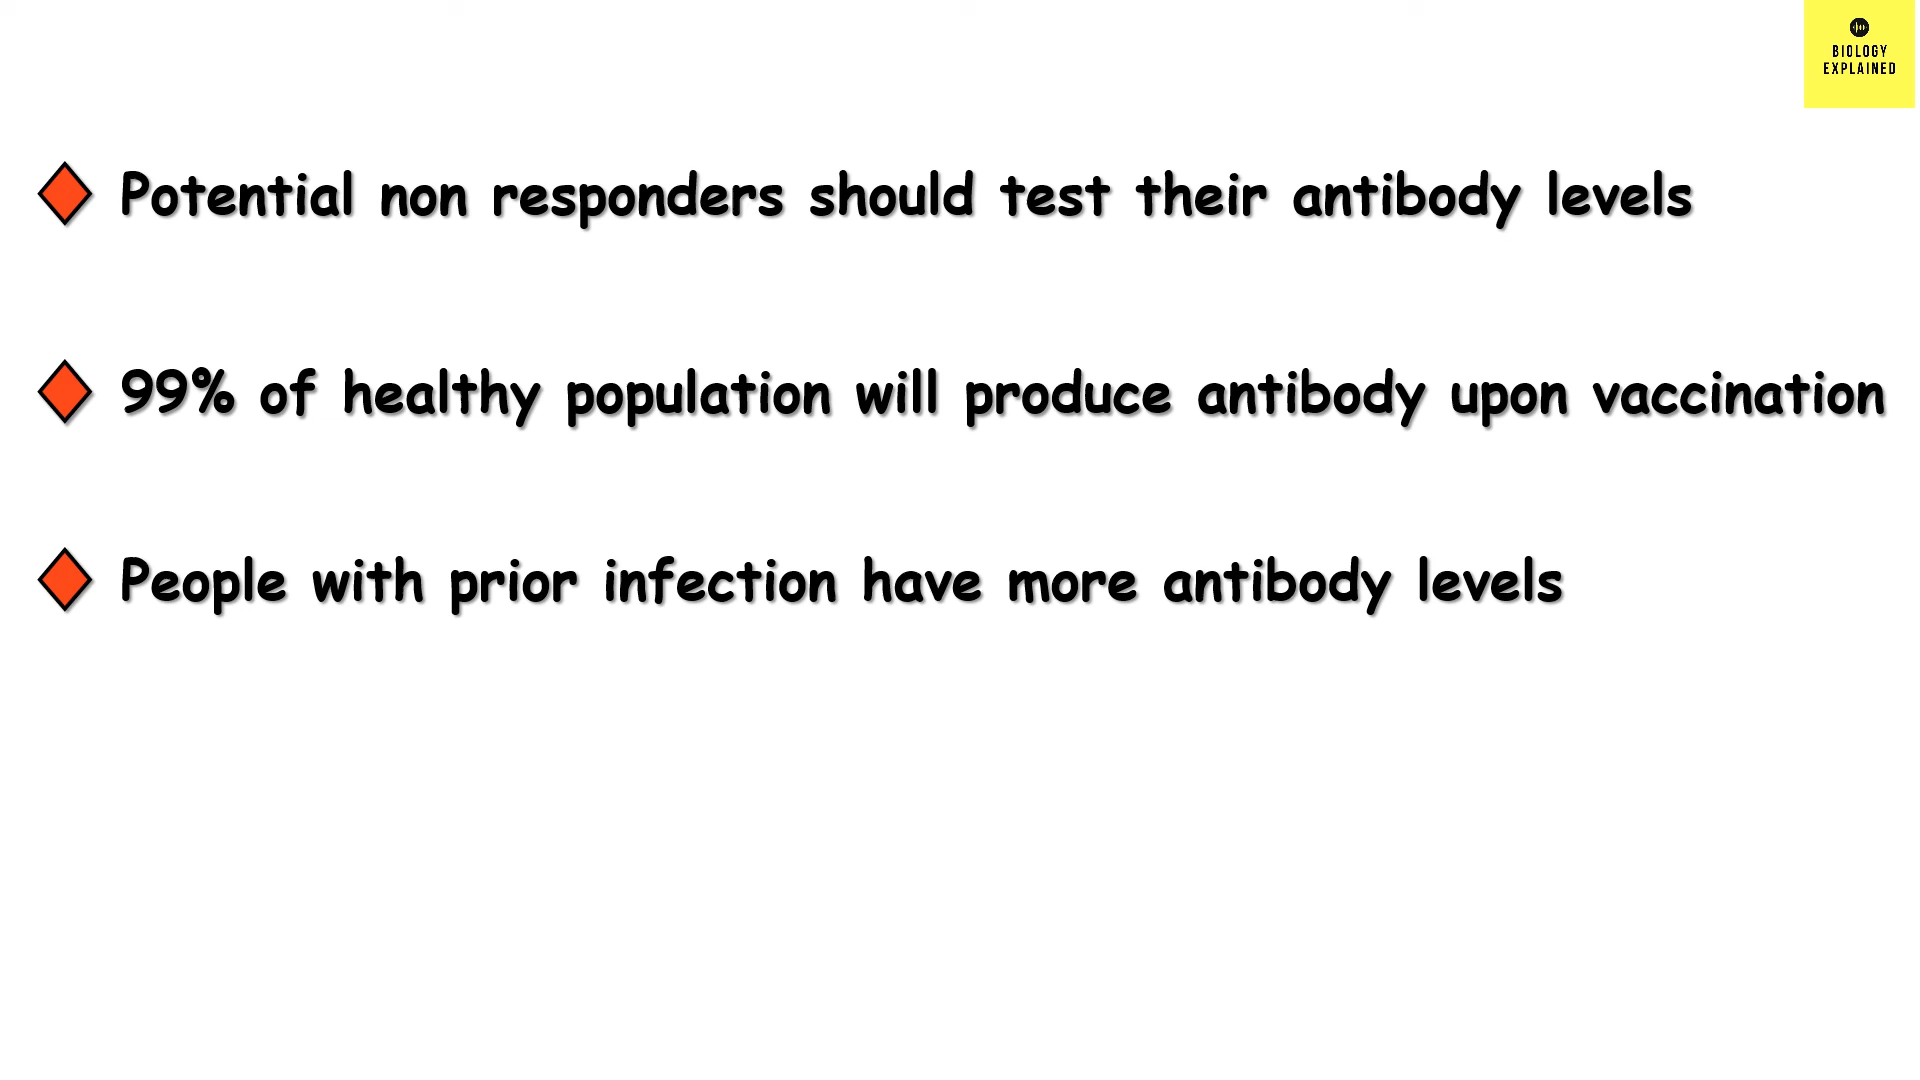 BIOLOGY
EXPLAINED
Potential non responders should test their antibody levels
99% of healthy population will produce antibody upon vaccination
People with prior infection have more antibody levels